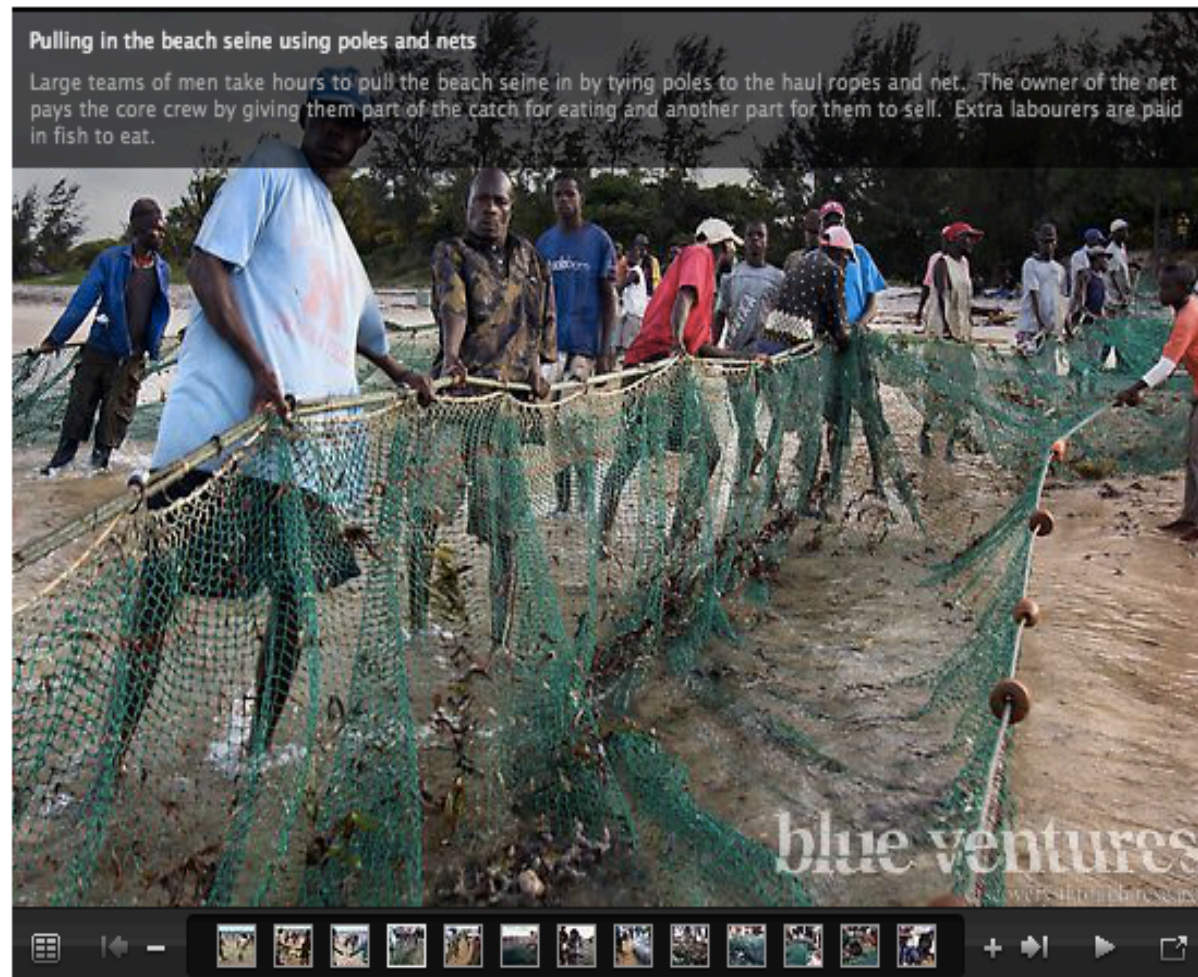 Pulling in the beach seine using poles and nets
Large teams of men take hours to pull the beach seine in by tying poles to the haul ropes and net. The owner of the net
pays the core crew by giving them part of the catch for eating and another part for them to sell. Extra labourers are paid
in fish to eat.
blue ventures
discovery through research